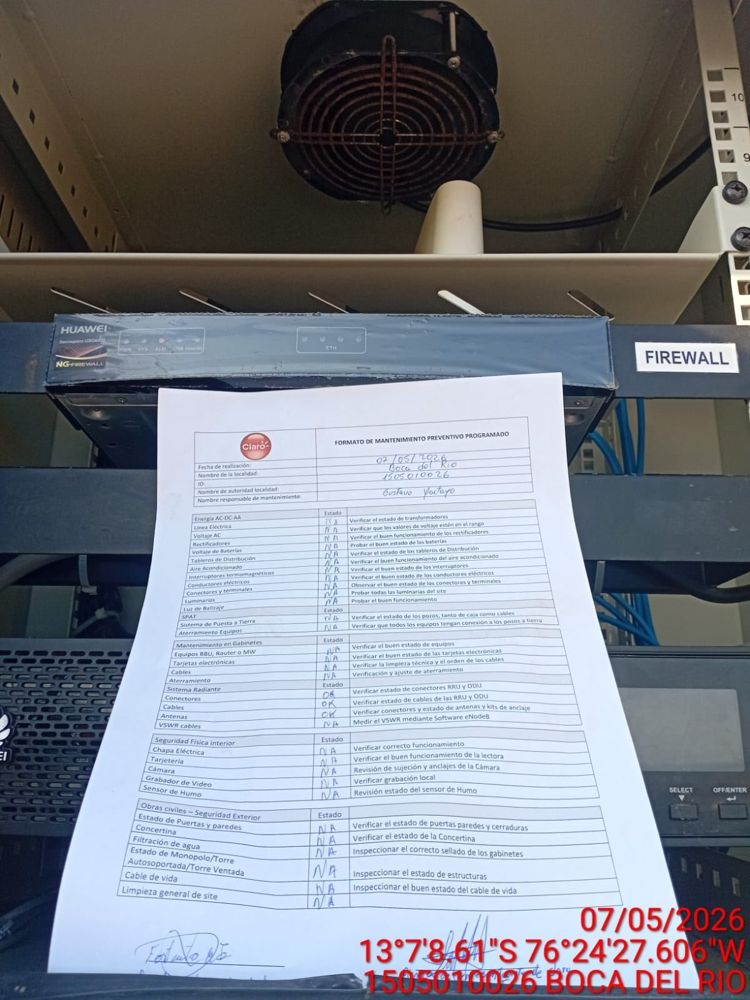 10
9
HUAWEI
Secospace USG6000
NG-FIREWALL
PWR SYS ALM USB micro SD
ETH
FIREWALL
Claro
FORMATO DE MANTENIMIENTO PREVENTIVO PROGRAMADO
Fecha de realización: 07/05/2026
Nombre de la localidad: Boca del Rio
ID: 1505010026
Nombre de autoridad localidad:
Nombre responsable de mantenimiento: Gustavo Yactayo
Energía AC-DC-AA Estado
Línea Eléctrica NA Verificar el estado de transformadores
Voltaje AC NA Verificar que los valores de voltaje estén en el rango
Rectificadores NA Verificar el buen funcionamiento de los rectificadores
Voltaje de Baterías NA Probar el buen estado de las baterías
Tableros de Distribución NA Verificar el estado de los tableros de Distribución
Aire Acondicionado NA Verificar el buen funcionamiento del aire acondicionado
Interruptores termomagnéticos NA Verificar el buen estado de los interruptores
Conductores eléctricos NA Verificar el buen estado de los conductores eléctricos
Conectores y terminales NA Observar el buen estado de los conectores y terminales
Luminarias NA Probar todas las luminarias del site
Luz de Balizaje NA Probar el buen funcionamiento
SPAT Estado
Sistema de Puesta a Tierra NA Verificar el estado de los pozos, tanto de caja como cables
Aterramiento Equipos NA Verificar que todos los equipos tengan conexión a los pozos a tierra
Mantenimiento en Gabinetes Estado
Equipos BBU, Router o MW NA Verificar el buen estado de equipos
Tarjetas electrónicas NA Verificar el buen estado de las tarjetas electrónicas
Cables NA Verificar la limpieza técnica y el orden de los cables
Aterramiento NA Verificación y ajuste de aterramiento
Sistema Radiante Estado
Conectores OK Verificar estado de conectores RRU y ODU
Cables OK Verificar estado de cables de las RRU y ODU
Antenas OK Verificar conectores y estado de antenas y kits de anclaje
VSWR cables NA Medir el VSWR mediante Software eNodeB
Seguridad Física interior Estado
Chapa Eléctrica NA Verificar correcto funcionamiento
Tarjetería NA Verificar el buen funcionamiento de la lectora
Cámara NA Revisión de sujeción y anclajes de la Cámara
Grabador de Video NA Verificar grabación local
Sensor de Humo NA Revisión estado del sensor de Humo
Obras civiles – Seguridad Exterior Estado
Estado de Puertas y paredes NA Verificar el estado de puertas paredes y cerraduras
Concertina NA Verificar el estado de la Concertina
Filtración de agua NA Inspeccionar el correcto sellado de los gabinetes
Estado de Monopolo/Torre
Autosoportada/Torre Ventada NA Inspeccionar el estado de estructuras
Cable de vida NA Inspeccionar el buen estado del cable de vida
Limpieza general de site NA
SELECT OFF/ENTER
07/05/2026
13°7'8.61"S 76°24'27.606"W
1505010026 BOCA DEL RIO